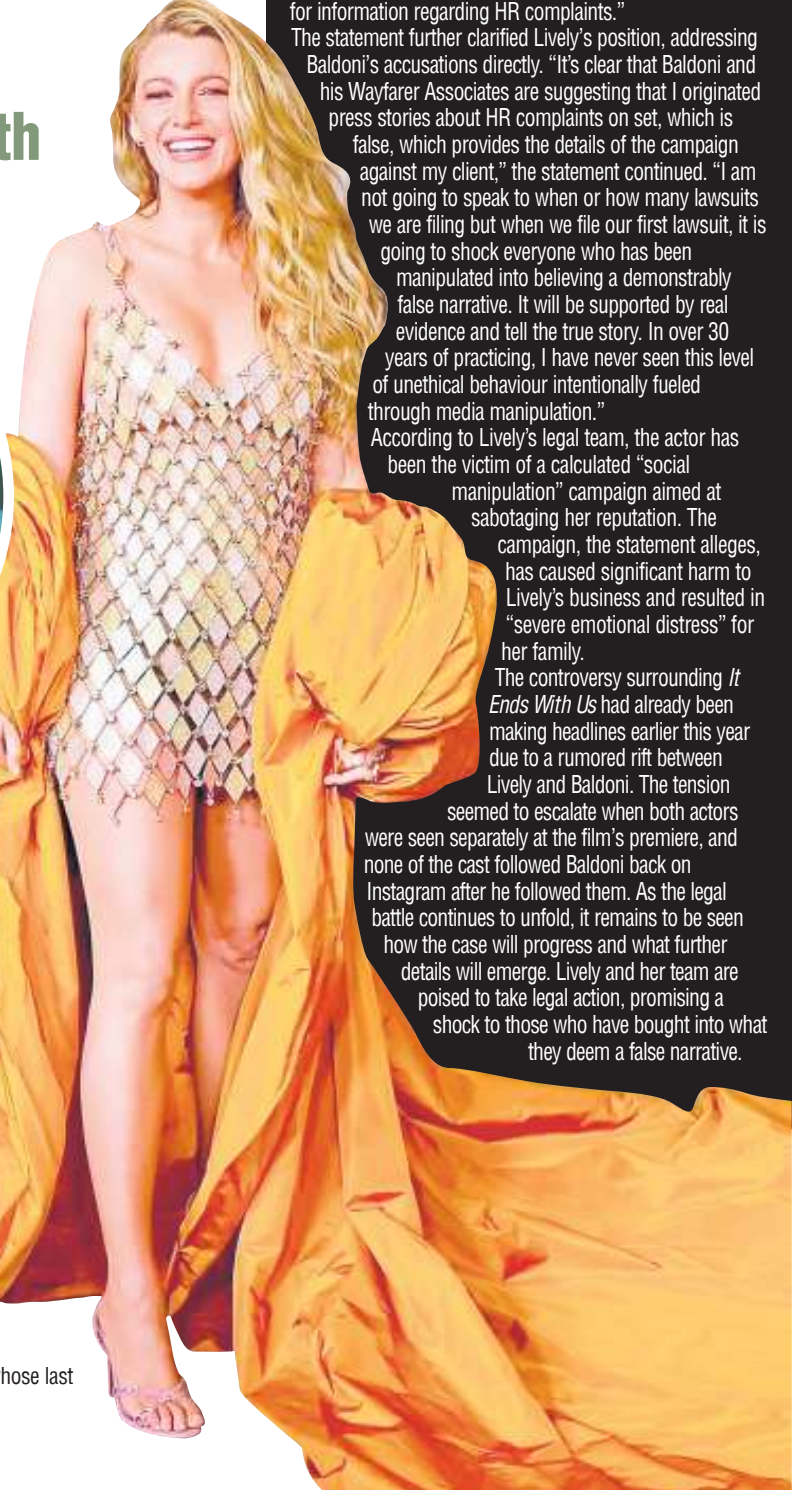 for information regarding HR complaints.”
The statement further clarified Lively’s position, addressing
Baldoni’s accusations directly. “It’s clear that Baldoni and
his Wayfarer Associates are suggesting that I originated
press stories about HR complaints on set, which is
false, which provides the details of the campaign
against my client,” the statement continued. “I am
not going to speak to when or how many lawsuits
we are filing but when we file our first lawsuit, it is
going to shock everyone who has been
manipulated into believing a demonstrably
false narrative. It will be supported by real
evidence and tell the true story. In over 30
years of practicing, I have never seen this level
of unethical behaviour intentionally fueled
through media manipulation.”
According to Lively’s legal team, the actor has
been the victim of a calculated “social
manipulation” campaign aimed at
sabotaging her reputation. The
campaign, the statement alleges,
has caused significant harm to
Lively’s business and resulted in
“severe emotional distress” for
her family.
The controversy surrounding It
Ends With Us had already been
making headlines earlier this year
due to a rumored rift between
Lively and Baldoni. The tension
seemed to escalate when both actors
were seen separately at the film’s premiere, and
none of the cast followed Baldoni back on
Instagram after he followed them. As the legal
battle continues to unfold, it remains to be seen
how the case will progress and what further
details will emerge. Lively and her team are
poised to take legal action, promising a
shock to those who have bought into what
they deem a false narrative.
th
hose last